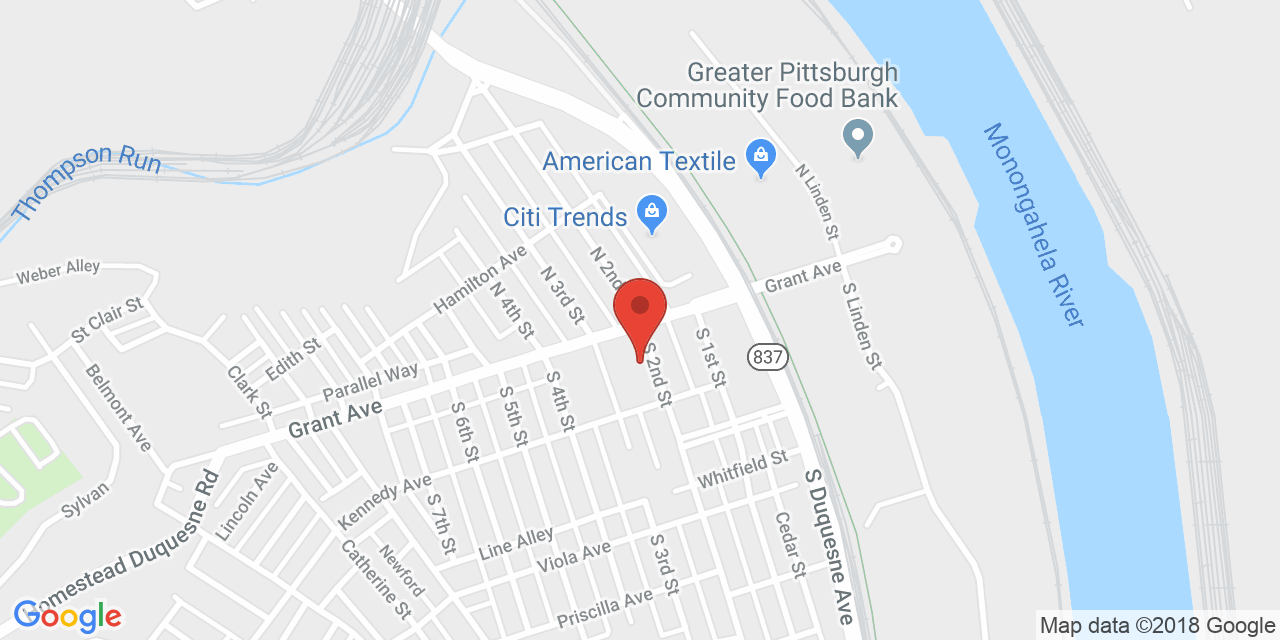 Greater Pittsburgh
Community Food Bank
American Textile
Citi Trends
Thompson Run
Monongahela River
N Linden St
S Linden St
Weber Alley
St Clair St
Hamilton Ave
N 2nd
N 3rd St
N 4th St
Grant Ave
Edith St
Parallel Way
Clark St
Belmont Ave
Grant Ave
S 1st St
S 2nd St
837
S 4th St
S 5th St
S 6th St
S 7th St
Whitfield St
Kennedy Ave
Lincoln Ave
Sylvan
Homestead Duquesne Rd
Line Alley
Viola Ave
S 3rd St
Cedar St
S Duquesne Ave
Newford
Catherine St
Priscilla Ave
Google
Map data ©2018 Google